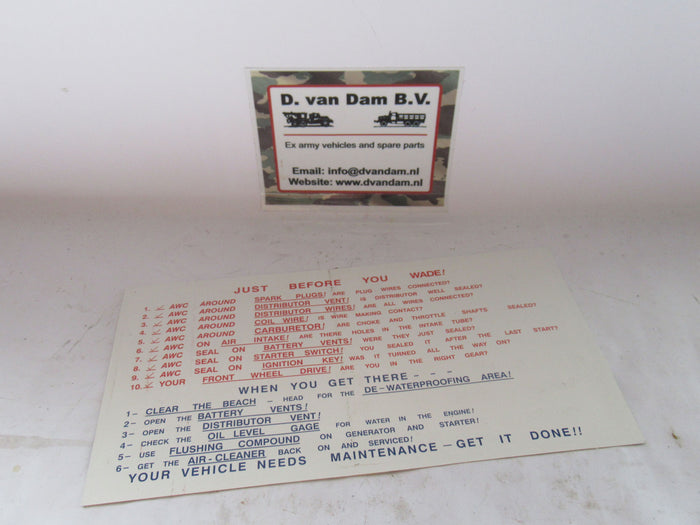 D. van Dam B.V.
Ex army vehicles and spare parts
Email: info@dvandam.nl
Website: www.dvandam.nl
JUST BEFORE YOU WADE!
1. AWC AROUND SPARK PLUGS! ARE PLUG WIRES CONNECTED?
2. AWC AROUND DISTRIBUTOR VENT! IS DISTRIBUTOR WELL SEALED?
3. AWC AROUND DISTRIBUTOR WIRES! ARE ALL WIRES CONNECTED?
4. AWC AROUND COIL WIRE! IS WIRE MAKING CONTACT?
5. AWC AROUND CARBURETOR! ARE CHOKE AND THROTTLE SHAFTS SEALED?
6. AWC ON AIR INTAKE! ARE THERE HOLES IN THE INTAKE TUBE?
7. AWC SEAL ON BATTERY VENTS! WERE THEY JUST SEALED?
8. AWC SEAL ON STARTER SWITCH! YOU SEALED IT AFTER THE LAST START?
9. AWC SEAL ON IGNITION KEY! WAS IT TURNED ALL THE WAY ON?
10. YOUR FRONT WHEEL DRIVE! ARE YOU IN THE RIGHT GEAR?
WHEN YOU GET THERE - - -
1- CLEAR THE BEACH - HEAD FOR THE DE-WATERPROOFING AREA!
2- OPEN THE BATTERY VENTS!
3- OPEN THE DISTRIBUTOR VENT!
4- CHECK THE OIL LEVEL GAGE FOR WATER IN THE ENGINE!
5- USE FLUSHING COMPOUND ON GENERATOR AND STARTER!
6- GET THE AIR-CLEANER BACK ON AND SERVICED!
YOUR VEHICLE NEEDS MAINTENANCE - GET IT DONE!!